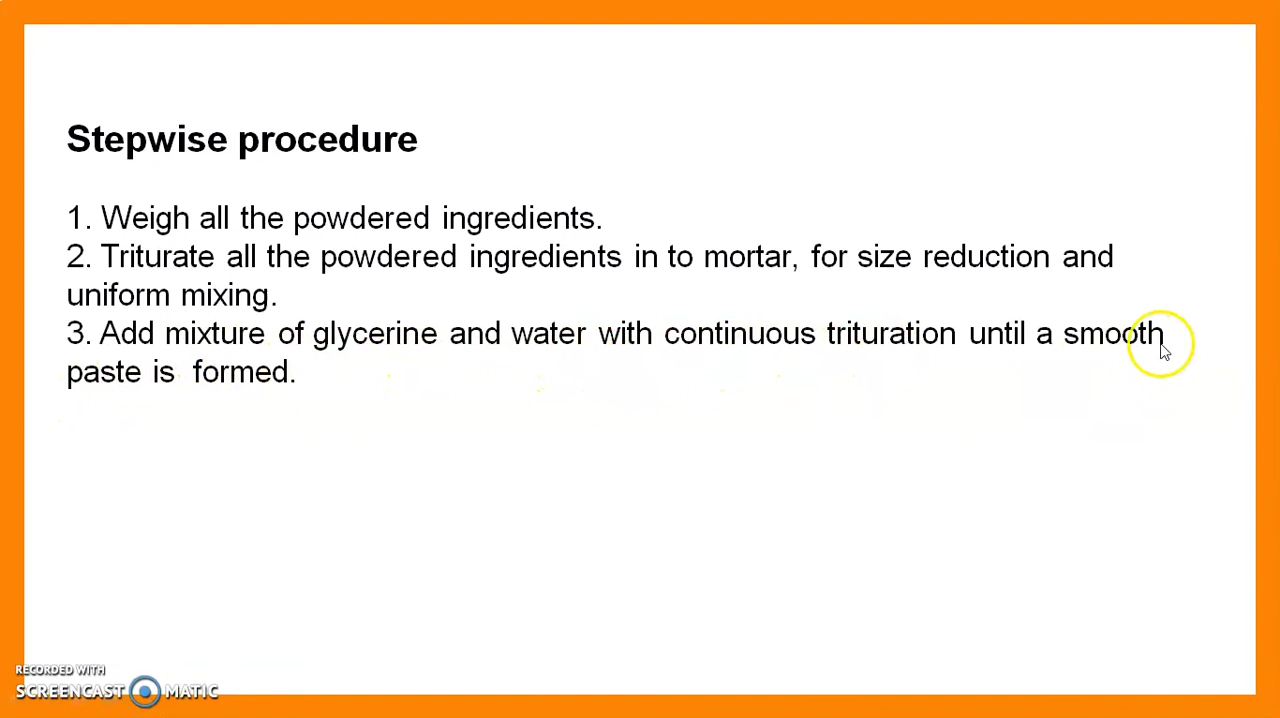 Stepwise procedure
1. Weigh all the powdered ingredients.
2. Triturate all the powdered ingredients in to mortar, for size reduction and
uniform mixing.
3. Add mixture of glycerine and water with continuous trituration until a smooth
paste is formed.
RECORDED WITH
SCREENCAST MATIC